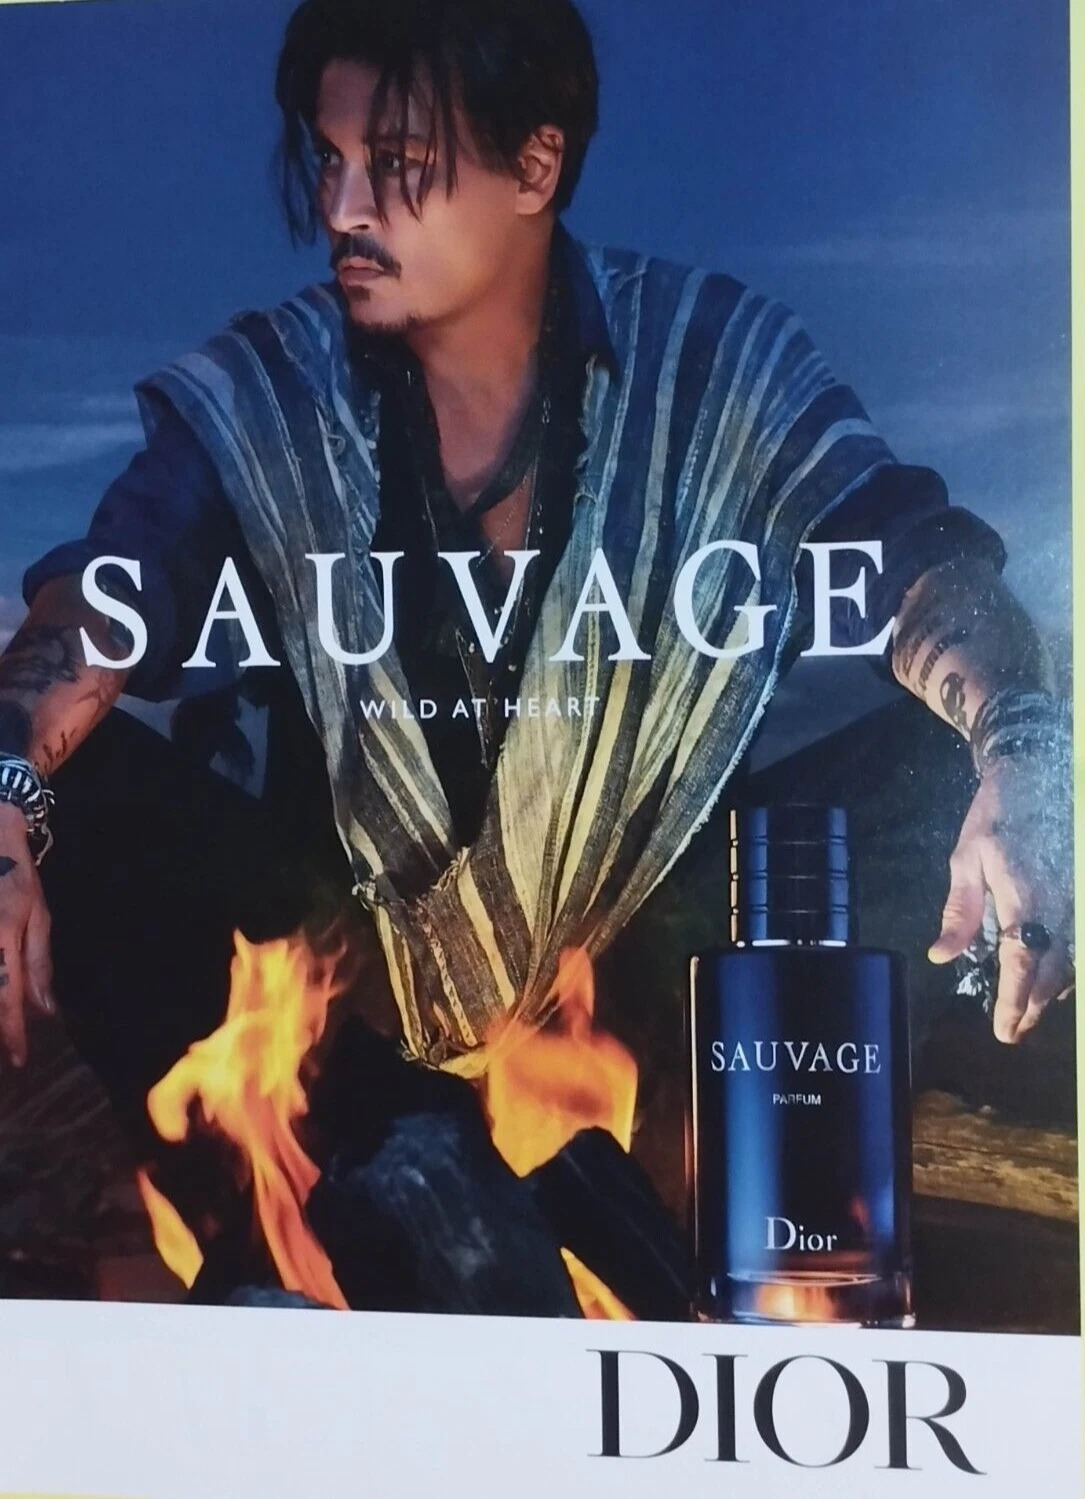 SAUVAGE
WILD AT HEART
SAUVAGE
PARFUM
Dior
DIOR